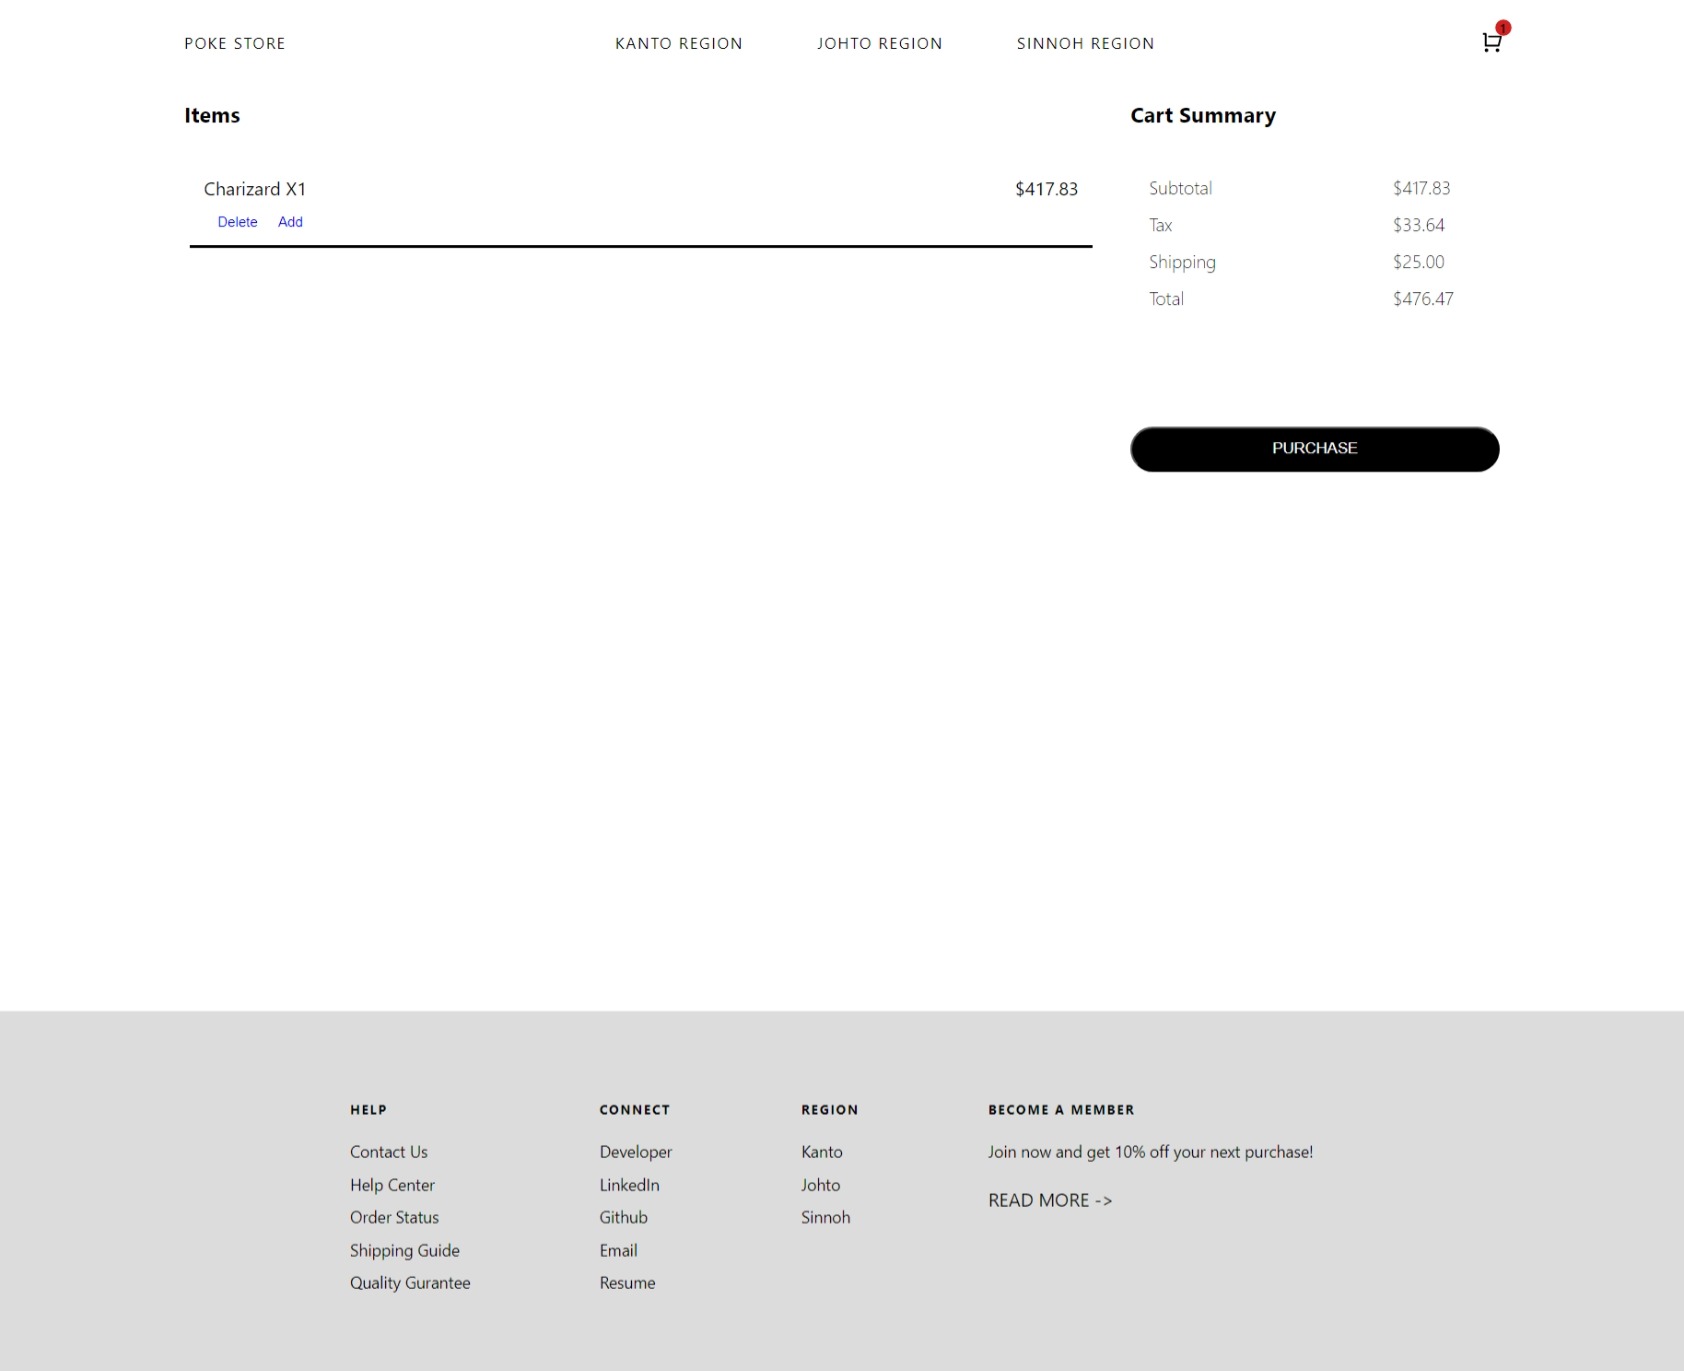 POKE STORE KANTO REGION JOHTO REGION SINNOH REGION 1
Items
Charizard X1 $417.83
Delete Add
Cart Summary
Subtotal $417.83
Tax $33.64
Shipping $25.00
Total $476.47
PURCHASE
HELP
Contact Us
Help Center
Order Status
Shipping Guide
Quality Gurantee
CONNECT
Developer
LinkedIn
Github
Email
Resume
REGION
Kanto
Johto
Sinnoh
BECOME A MEMBER
Join now and get 10% off your next purchase!
READ MORE ->